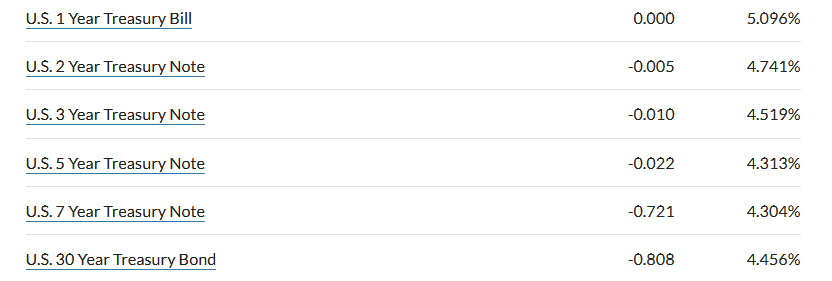 U.S. 1 Year Treasury Bill 0.000 5.096%
U.S. 2 Year Treasury Note -0.005 4.741%
U.S. 3 Year Treasury Note -0.010 4.519%
U.S. 5 Year Treasury Note -0.022 4.313%
U.S. 7 Year Treasury Note -0.721 4.304%
U.S. 30 Year Treasury Bond -0.808 4.456%